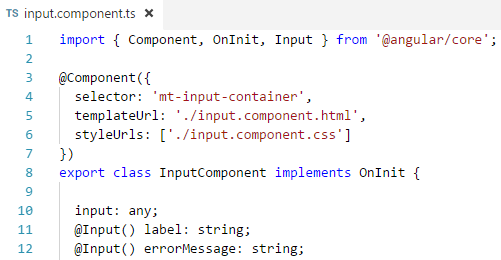 TS input.component.ts ×
1 import { Component, OnInit, Input } from '@angular/core';
2
3 @Component({
4   selector: 'mt-input-container',
5   templateUrl: './input.component.html',
6   styleUrls: ['./input.component.css']
7 })
8 export class InputComponent implements OnInit {
9
10   input: any;
11   @Input() label: string;
12   @Input() errorMessage: string;